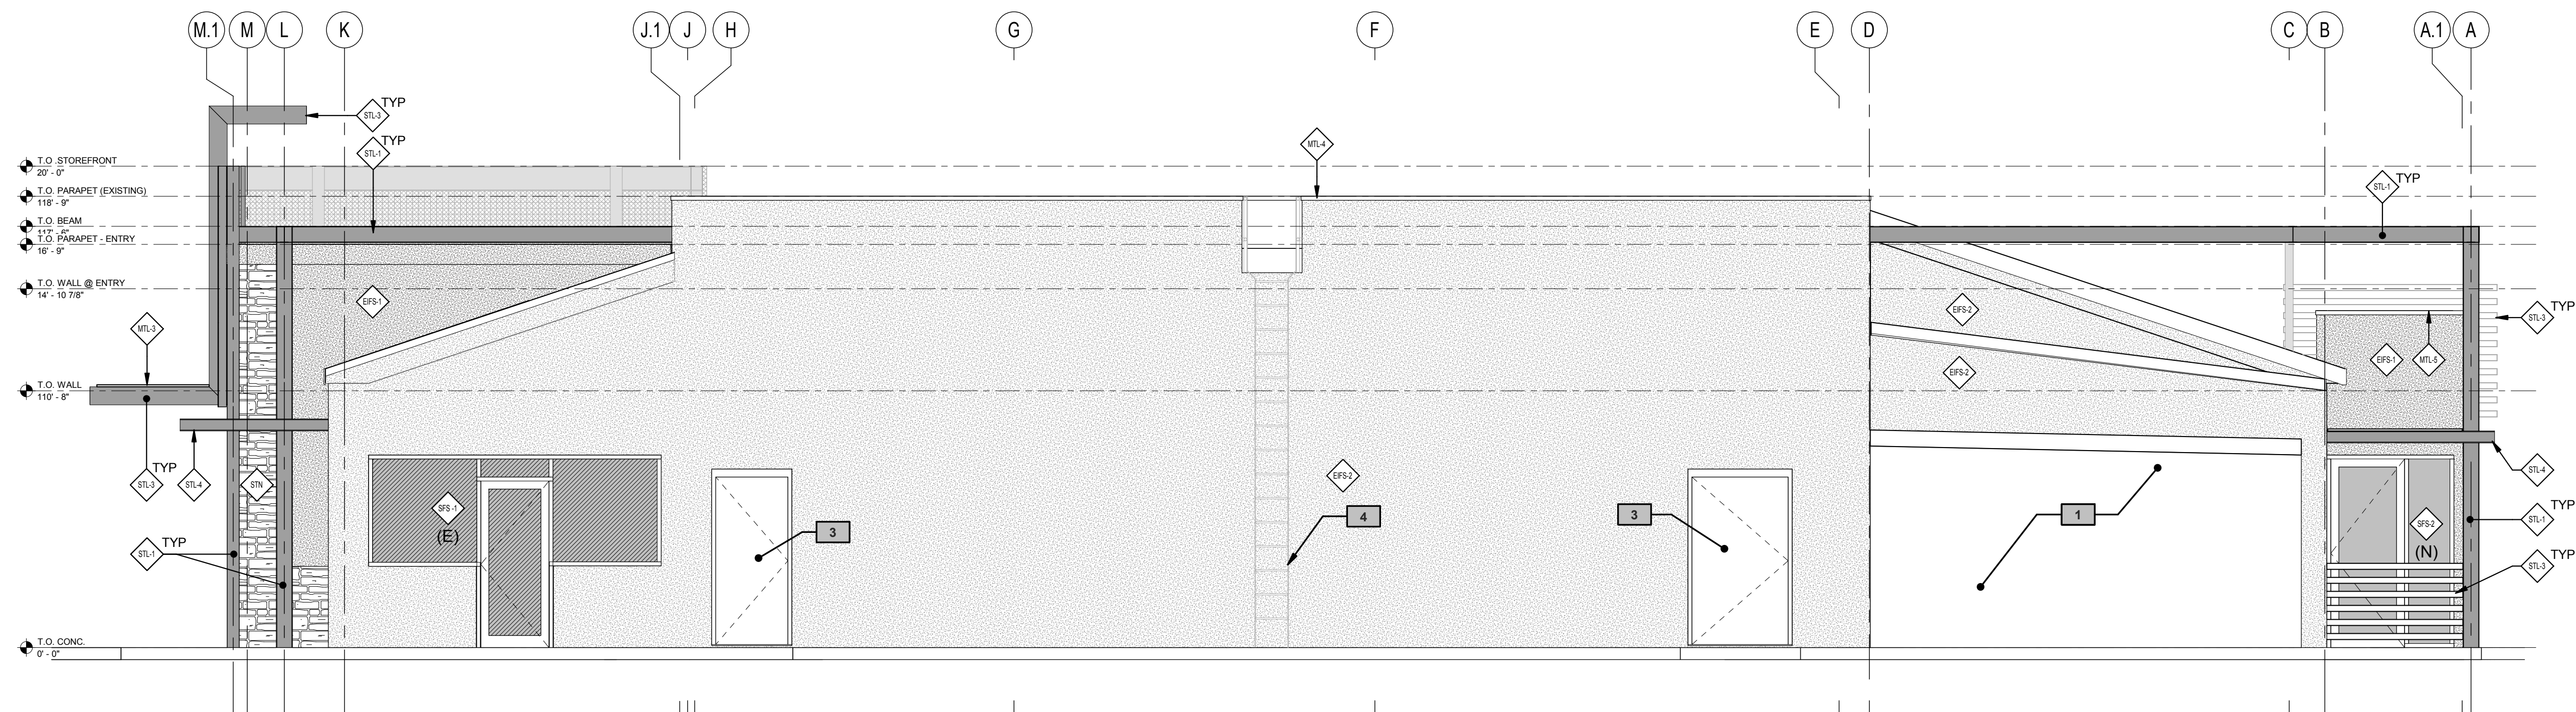 M.1 M L K J.1 J H G F E D C B A.1 A
STL-3 TYP
STL-1 TYP
MTL-4
STL-1 TYP
T.O .STOREFRONT
20' - 0"
T.O. PARAPET (EXISTING)
118' - 9"
T.O. BEAM
117' - 6"
T.O. PARAPET - ENTRY
16' - 9"
T.O. WALL @ ENTRY
14' - 10 7/8"
EIFS-1
EIFS-2
STL-3 TYP
MTL-3
EIFS-2
EIFS-1
MTL-5
T.O. WALL
110' - 8"
STL-3 TYP
STL-4
STN
EIFS-2
STL-4
SFS -1
(E)
3
4
3
1
SFS-2
(N)
STL-1 TYP
STL-1 TYP
STL-3 TYP
T.O. CONC.
0' - 0"